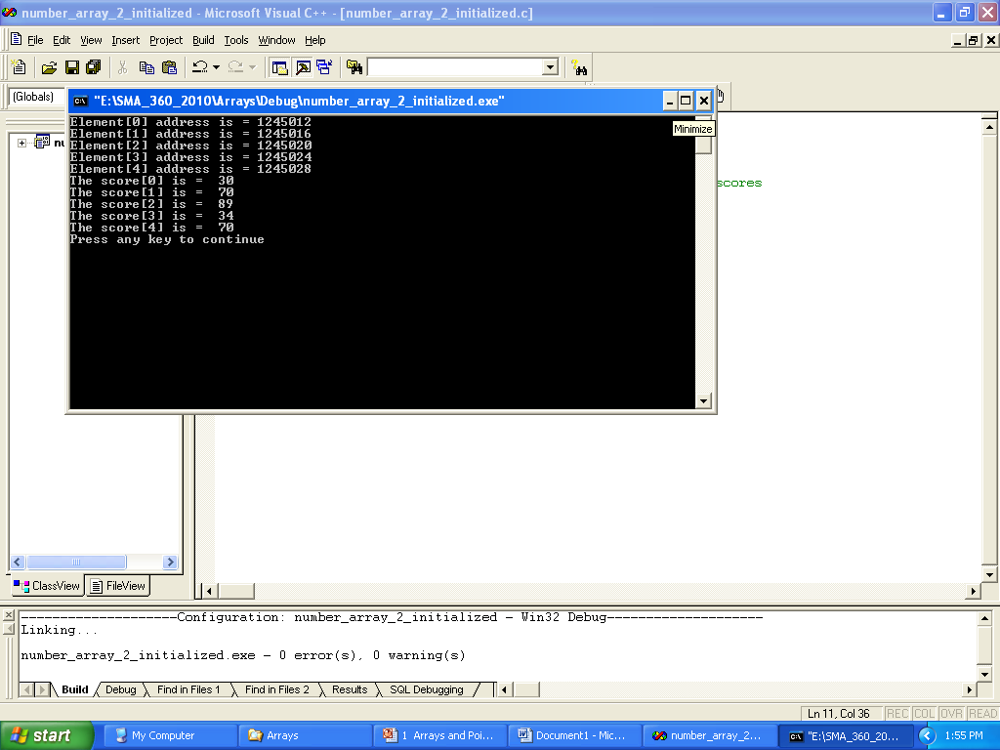 number_array_2_initialized - Microsoft Visual C++ - [number_array_2_initialized.c]
File Edit View Insert Project Build Tools Window Help
(Globals)
"E:\SMA_360_2010\Arrays\Debug\number_array_2_initialized.exe"
Minimize
Element[0] address is = 1245012
Element[1] address is = 1245016
Element[2] address is = 1245020
Element[3] address is = 1245024
Element[4] address is = 1245028
The score[0] is =  30
The score[1] is =  70
The score[2] is =  89
The score[3] is =  34
The score[4] is =  70
Press any key to continue
nu
scores
ClassView FileView
--------------------Configuration: number_array_2_initialized - Win32 Debug--------------------
Linking...
number_array_2_initialized.exe - 0 error(s), 0 warning(s)
Build Debug Find in Files 1 Find in Files 2 Results SQL Debugging
Ln 11, Col 36 REC COL OVR READ
start My Computer Arrays 1 Arrays and Poi... Document1 - Mic... number_array_2... "E:\SMA_360_20... 1:55 PM